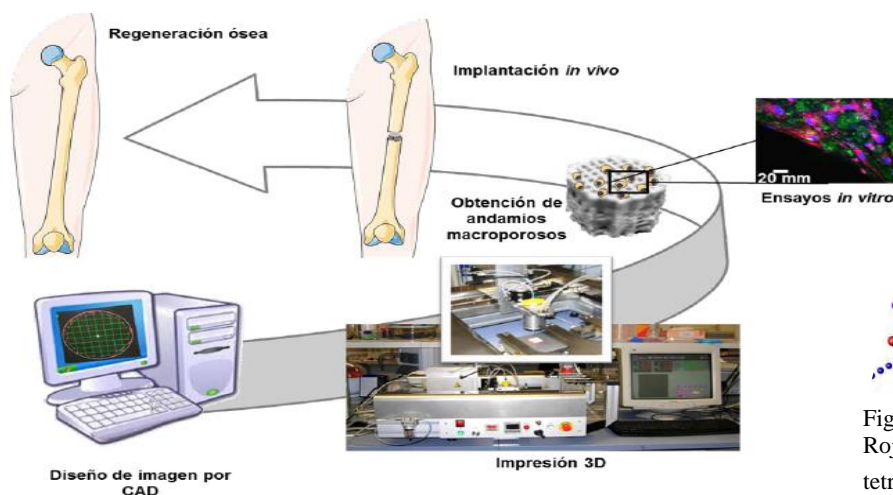 Regeneración ósea
Implantación in vivo
20 mm
Ensayos in vitro
Obtención de
andamios
macroporosos
Impresión 3D
Diseño de imagen por
CAD
Fig
tetr